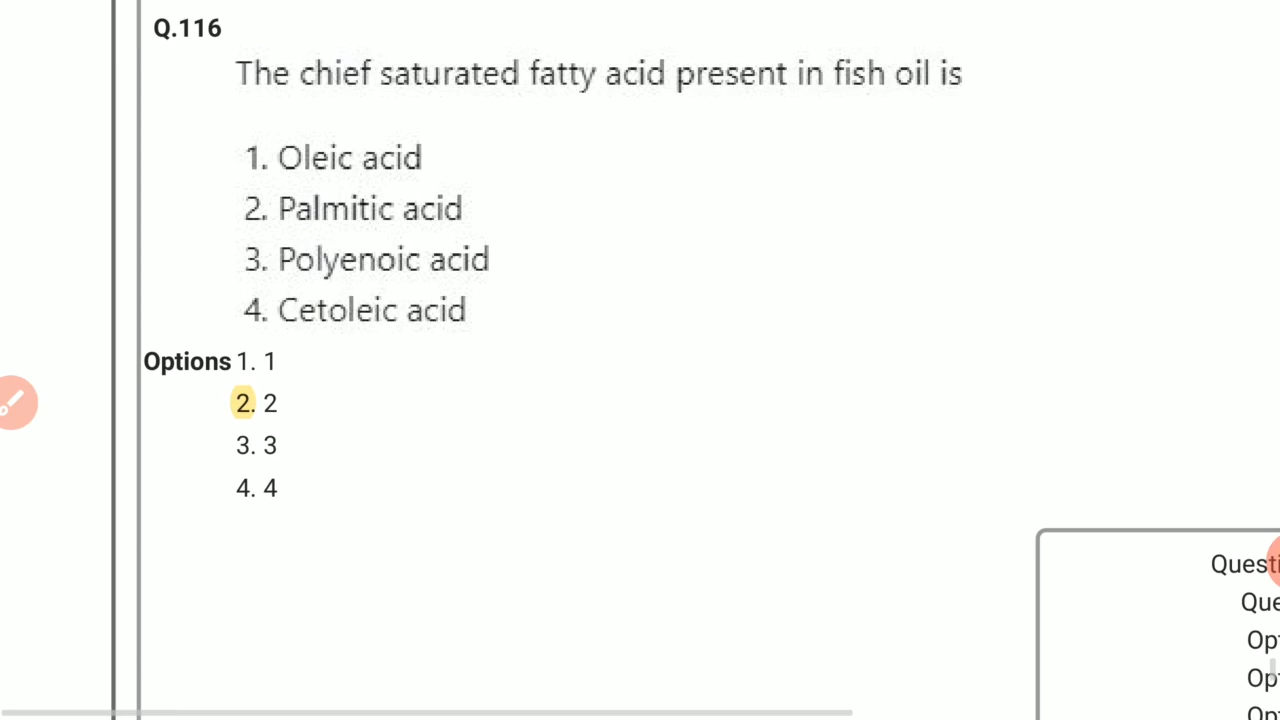 Q.116
The chief saturated fatty acid present in fish oil is
1. Oleic acid
2. Palmitic acid
3. Polyenoic acid
4. Cetoleic acid
Options 1. 1
2. 2
3. 3
4. 4